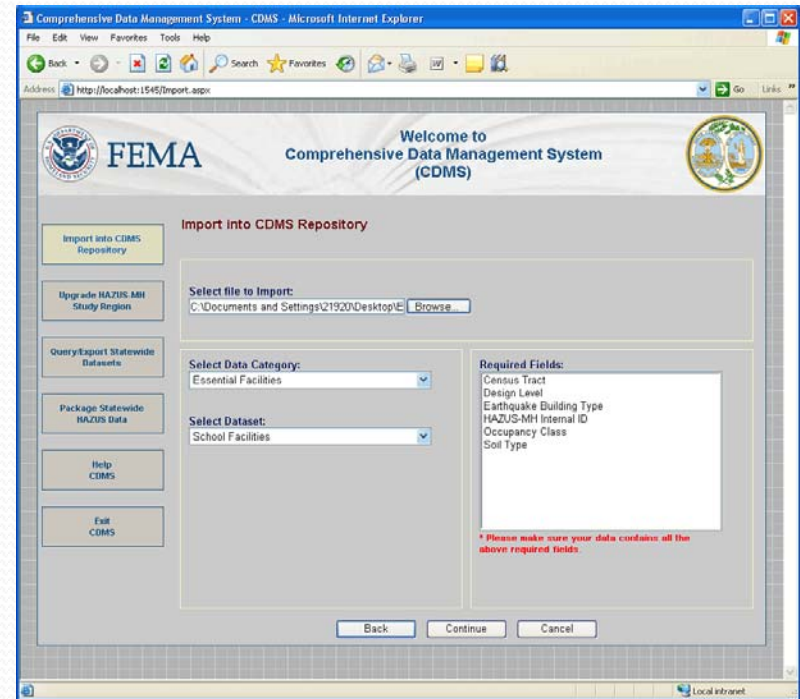 Comprehensive Data Management System - CDMS - Microsoft Internet Explorer
File Edit View Favorites Tools Help
Back Search Favorites
Address http://localhost:1545/Import.aspx Go Links »
FEMA
Welcome to
Comprehensive Data Management System
(CDMS)
Import into CDMS
Repository
Upgrade HAZUS-MH
Study Region
Query/Export Statewide
Datasets
Package Statewide
HAZUS Data
Help
CDMS
Exit
CDMS
Import into CDMS Repository
Select file to Import:
C:\Documents and Settings\21920\Desktop\E Browse...
Select Data Category:
Essential Facilities
Select Dataset:
School Facilities
Required Fields:
Census Tract
Design Level
Earthquake Building Type
HAZUS-MH Internal ID
Occupancy Class
Soil Type
* Please make sure your data contains all the
above required fields.
Back Continue Cancel
Local intranet